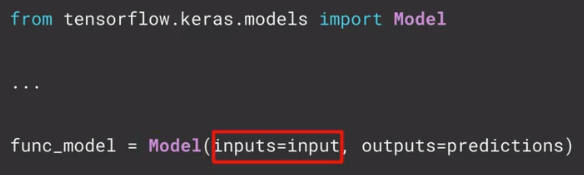 from tensorflow.keras.models import Model
...
func_model = Model(inputs=input, outputs=predictions)